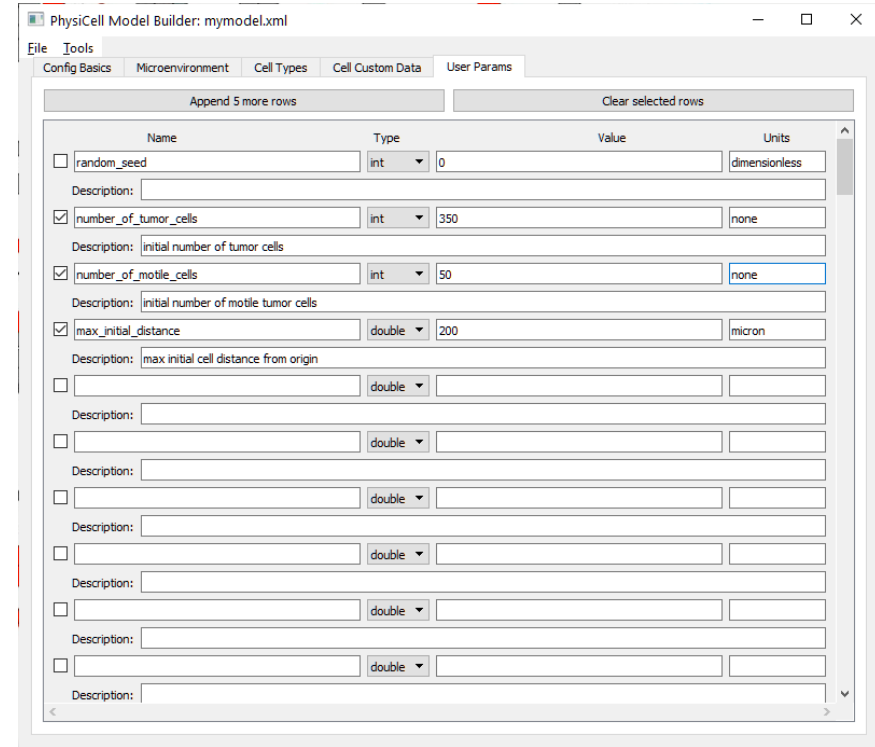 PhysiCell Model Builder: mymodel.xml
File Tools
Config Basics Microenvironment Cell Types Cell Custom Data User Params
Append 5 more rows Clear selected rows
Name Type Value Units
random_seed int 0 dimensionless
Description:
number_of_tumor_cells int 350 none
Description: initial number of tumor cells
number_of_motile_cells int 50 none
Description: initial number of motile tumor cells
max_initial_distance double 200 micron
Description: max initial cell distance from origin
double
Description:
double
Description:
double
Description:
double
Description:
double
Description:
double
Description: